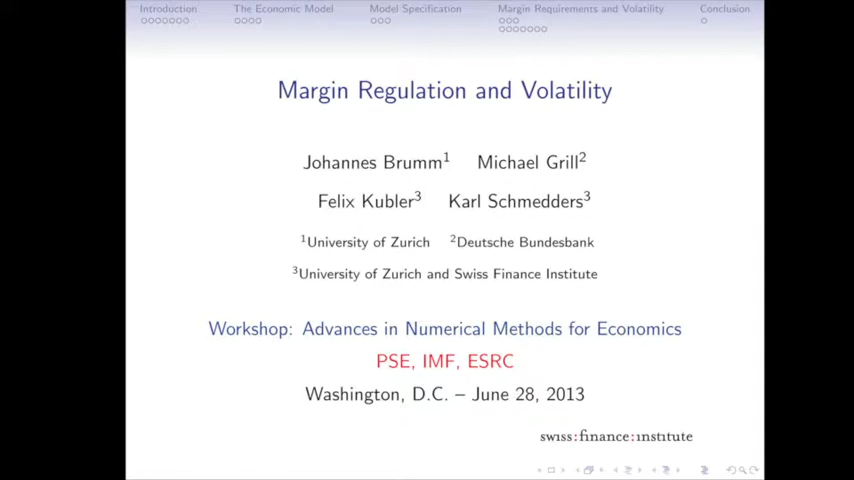 Introduction The Economic Model Model Specification Margin Requirements and Volatility Conclusion
Margin Regulation and Volatility
Johannes Brumm¹ Michael Grill²
Felix Kubler³ Karl Schmedders³
¹University of Zurich ²Deutsche Bundesbank
³University of Zurich and Swiss Finance Institute
Workshop: Advances in Numerical Methods for Economics
PSE, IMF, ESRC
Washington, D.C. – June 28, 2013
swiss:finance:institute